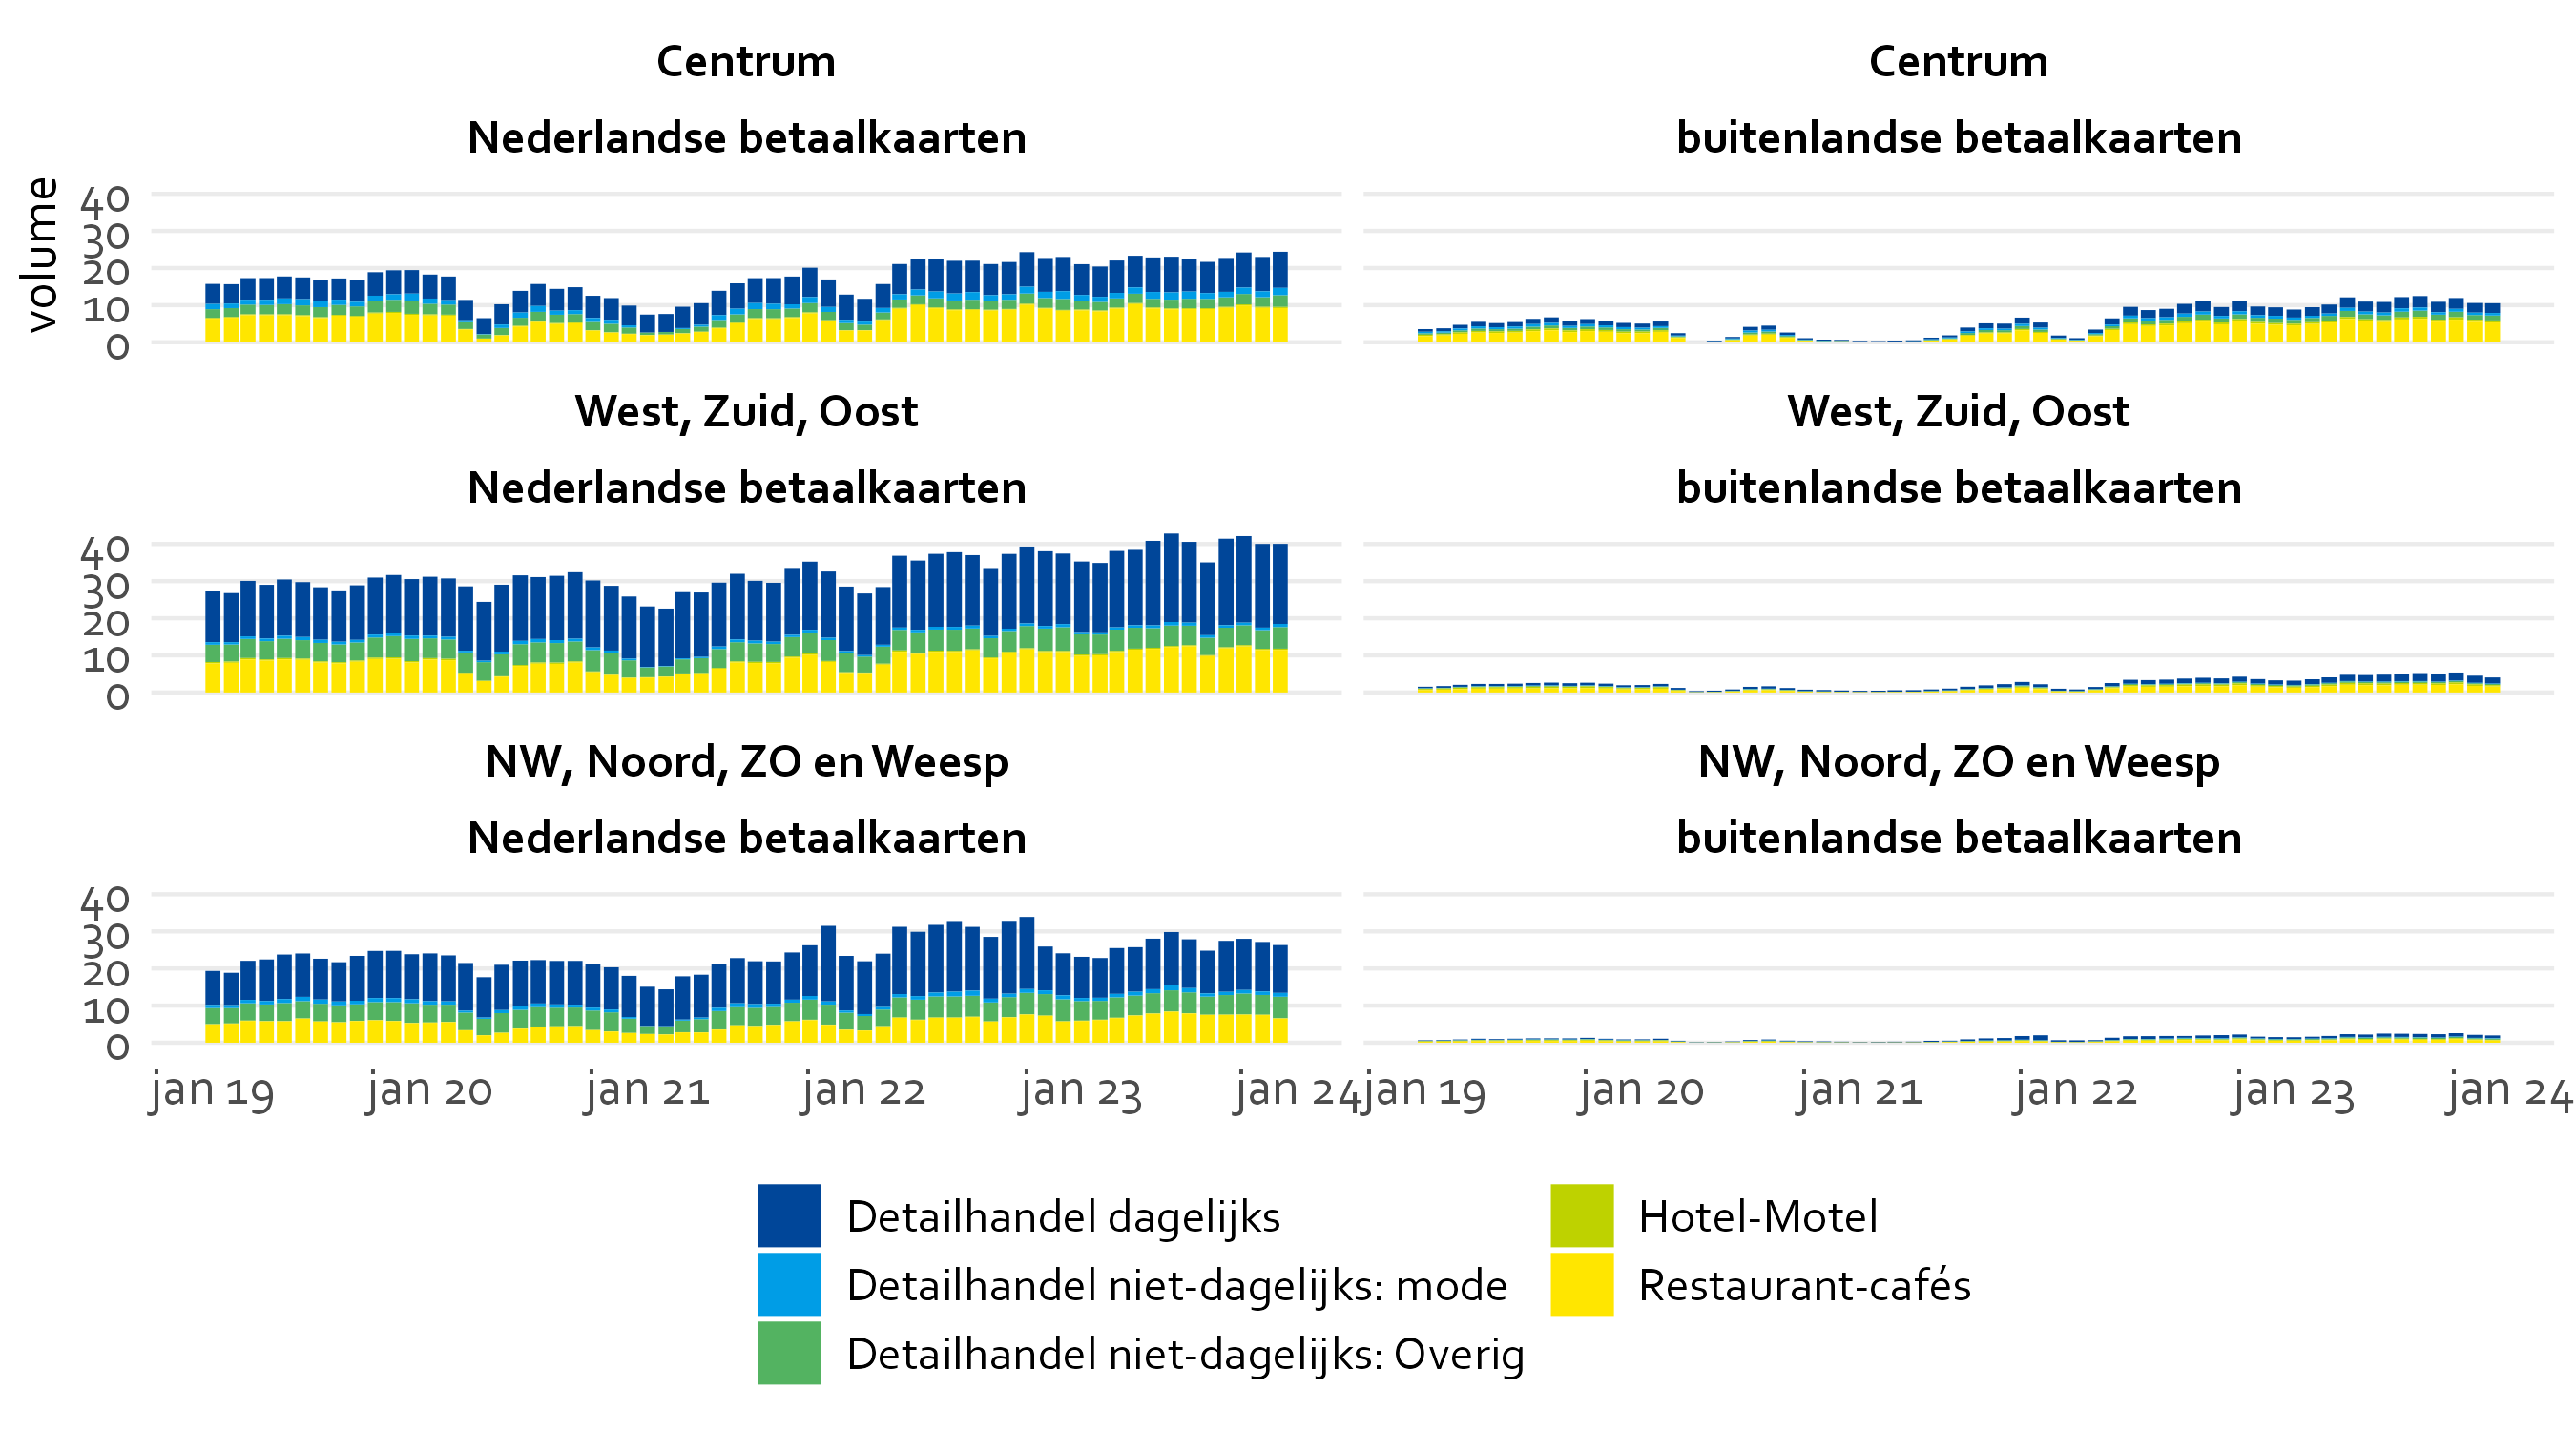 Centrum
Nederlandse betaalkaarten
Centrum
buitenlandse betaalkaarten
volume
40
30
20
10
0
West, Zuid, Oost
Nederlandse betaalkaarten
West, Zuid, Oost
buitenlandse betaalkaarten
40
30
20
10
0
NW, Noord, ZO en Weesp
Nederlandse betaalkaarten
NW, Noord, ZO en Weesp
buitenlandse betaalkaarten
40
30
20
10
0
jan 19 jan 20 jan 21 jan 22 jan 23 jan 24
jan 19 jan 20 jan 21 jan 22 jan 23 jan 24
Detailhandel dagelijks
Detailhandel niet-dagelijks: mode
Detailhandel niet-dagelijks: Overig
Hotel-Motel
Restaurant-cafés